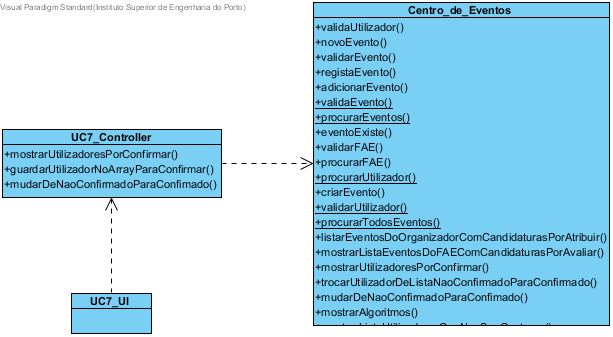 Visual Paradigm Standard(Instituto Superior de Engenharia do Porto)
Centro_de_Eventos
+validaUtilizador()
+novoEvento()
+validarEvento()
+registaEvento()
+adicionarEvento()
+validaEvento()
+procurarEventos()
+eventoExiste()
+validarFAE()
+procurarFAE()
+procurarUtilizador()
+criarEvento()
+validarUtilizador()
+procurarTodosEventos()
+listarEventosDoOrganizadorComCandidaturasPorAtribuir()
+mostrarListaEventosDoFAEComCandidaturasPorAvaliar()
+mostrarUtilizadoresPorConfirmar()
+trocarUtilizadorDeListaNaoConfirmadoParaConfirmado()
+mudarDeNaoConfirmadoParaConfimado()
+mostrarAlgoritmos()
UC7_Controller
+mostrarUtilizadoresPorConfirmar()
+guardarUtilizadorNoArrayParaConfirmar()
+mudarDeNaoConfirmadoParaConfimado()
UC7_UI